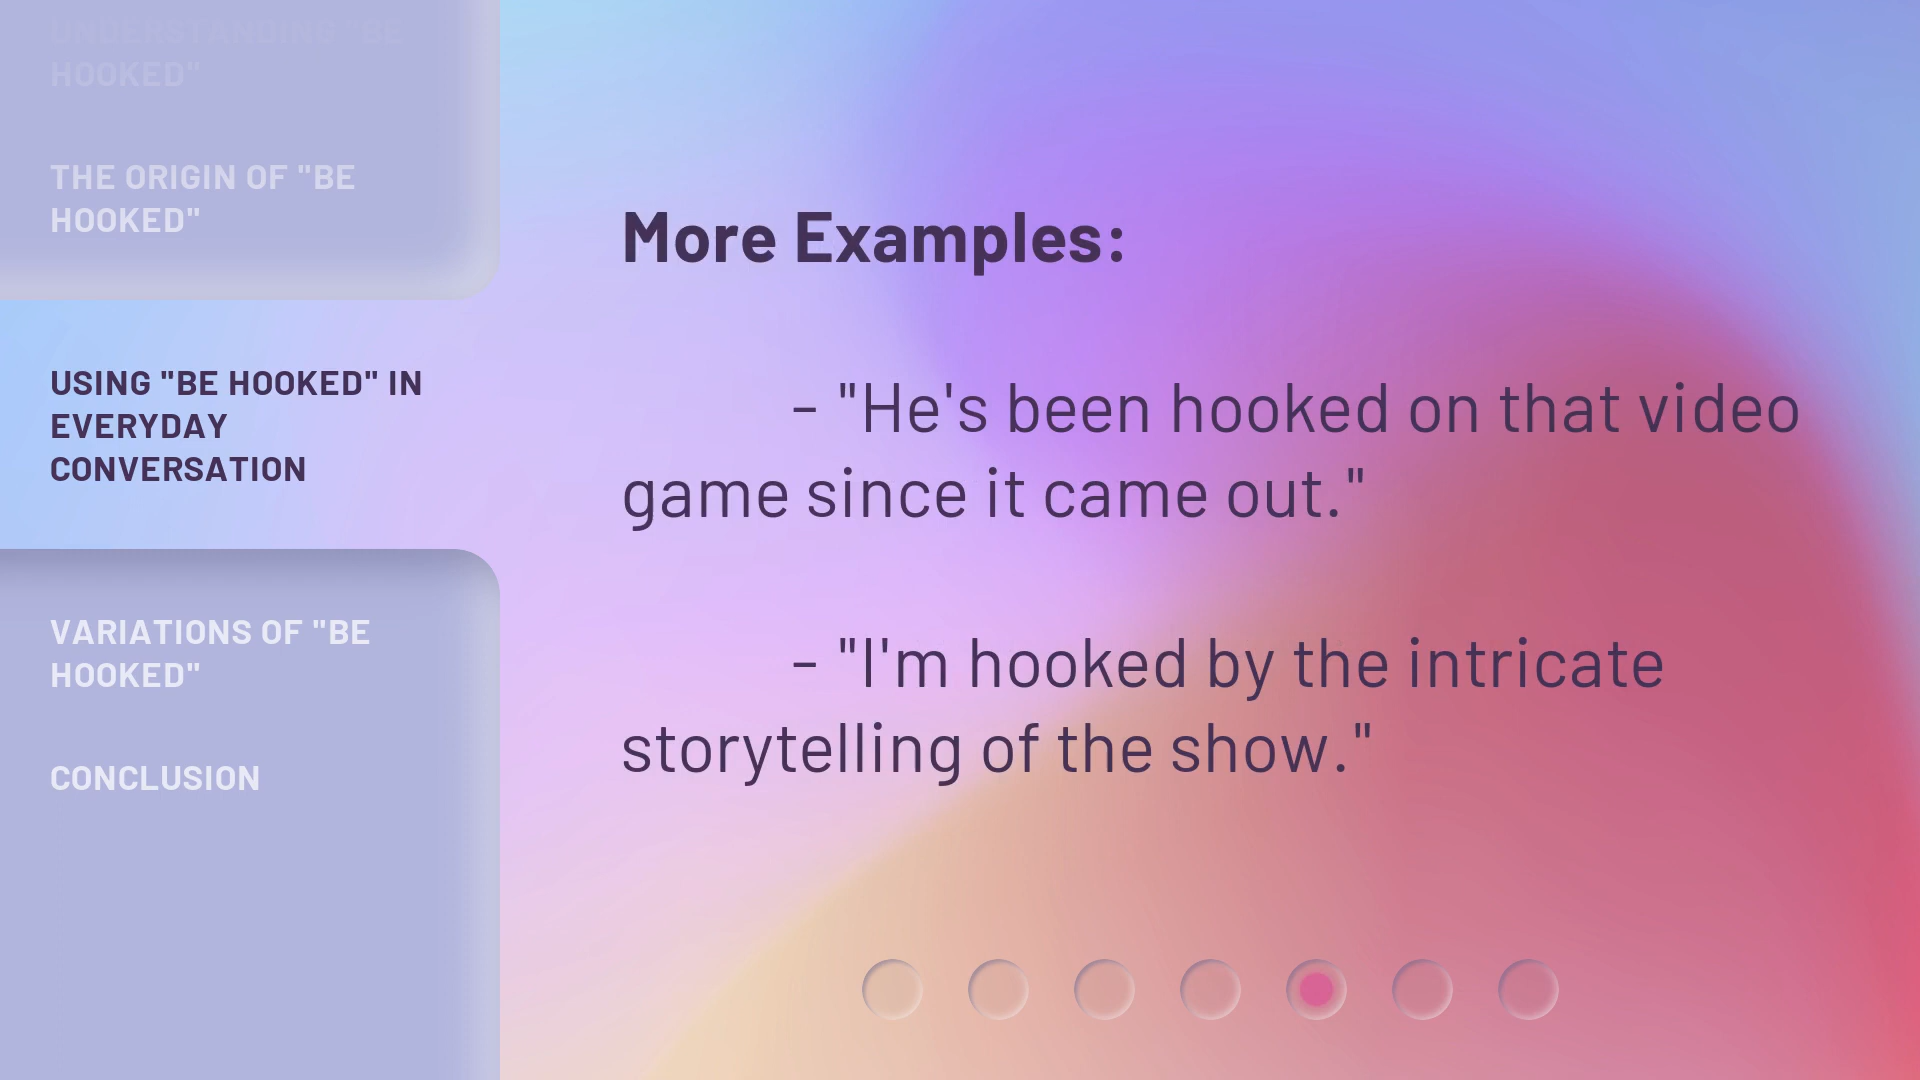 UNDERSTANDING "BE
HOOKED"
THE ORIGIN OF "BE
HOOKED"
USING "BE HOOKED" IN
EVERYDAY
CONVERSATION
VARIATIONS OF "BE
HOOKED"
CONCLUSION
More Examples:
- "He's been hooked on that video
game since it came out."
- "I'm hooked by the intricate
storytelling of the show."